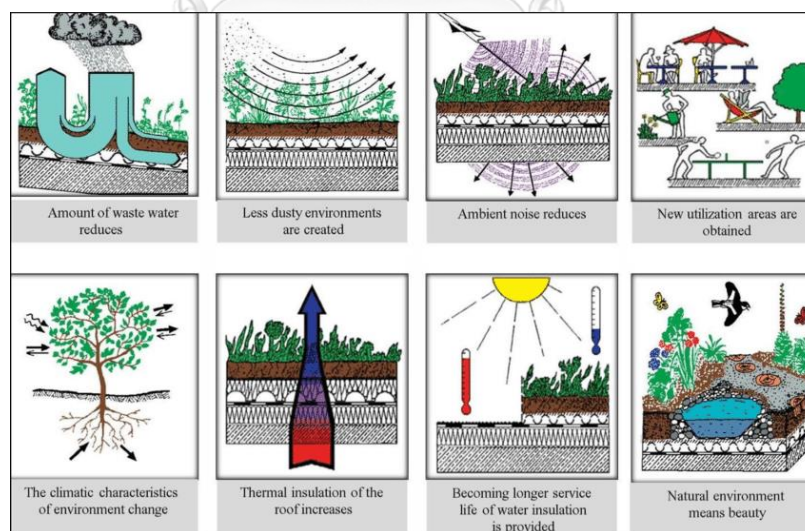 Amount of waste water
reduces
Less dusty environments
are created
Ambient noise reduces
New utilization areas are
obtained
The climatic characteristics
of environment change
Thermal insulation of the
roof increases
Becoming longer service
life of water insulation
is provided
Natural environment
means beauty